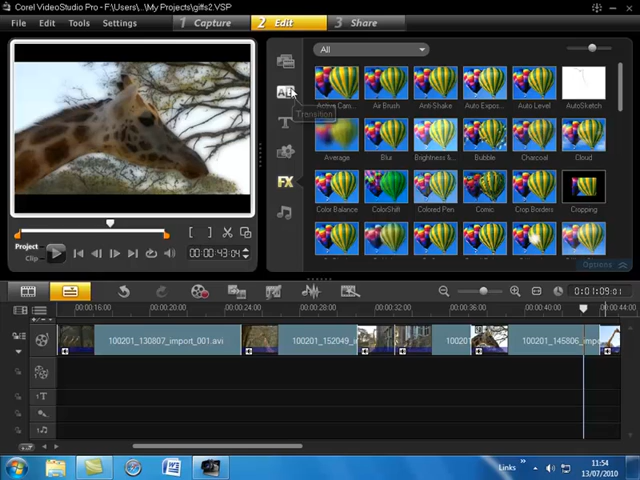 Corel VideoStudio Pro - F:\Users\...\My Projects\giffs2.VSP
File Edit Tools Settings
1 Capture 2 Edit 3 Share
All
AB
Transition
T
FX
Active Cam... Air Brush Anti-Shake Auto Expos... Auto Level AutoSketch
Average Blur Brightness &... Bubble Charcoal Cloud
Color Balance ColorShift Colored Pen Comic Crop Borders Cropping
Options
Project
Clip
00:00:43:04
0:01:09:01
00:00:16:00 00:00:20:00 00:00:24:00 00:00:28:00 00:00:32:00 00:00:36:00 00:00:40:00 00:00:44:00
100201_130807_import_001.avi 100201_152049_i 100201 100201_145806_impo
1T
Links
11:54
13/07/2010